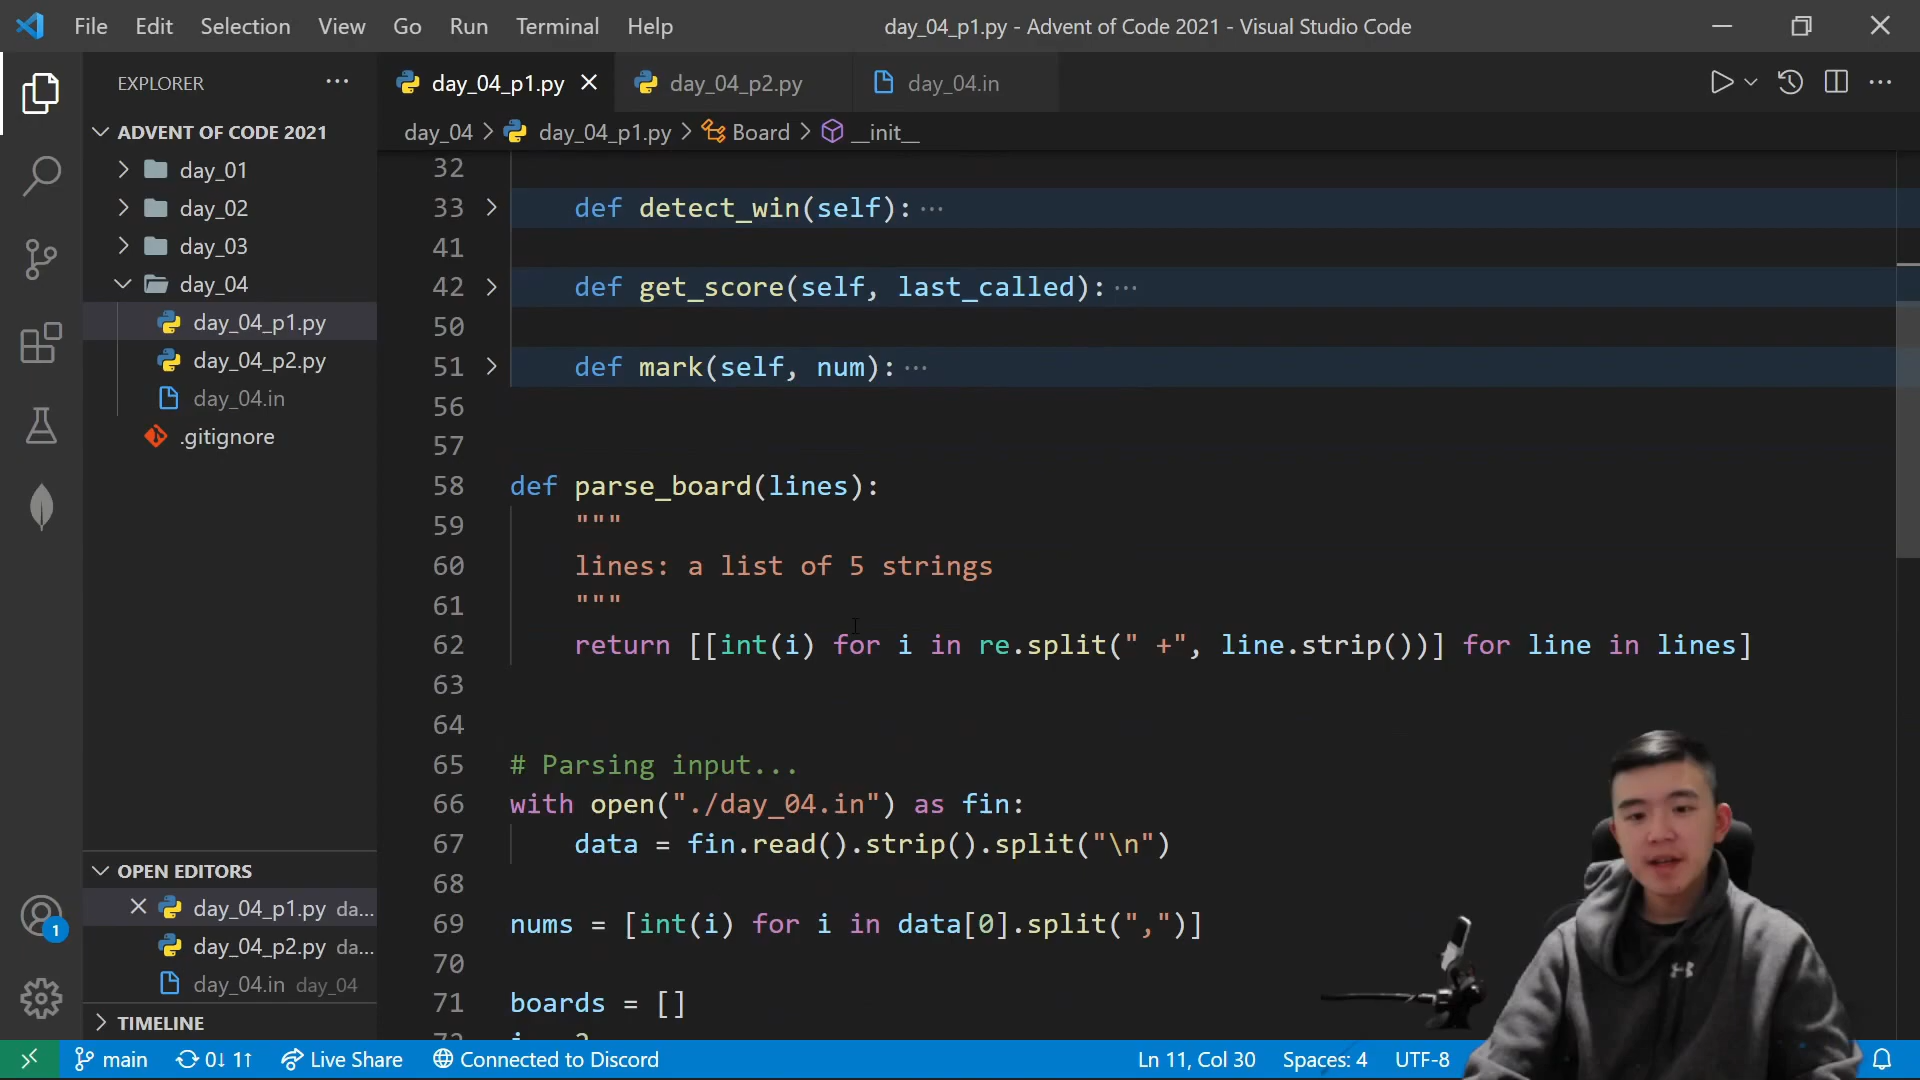 File Edit Selection View Go Run Terminal Help day_04_p1.py - Advent of Code 2021 - Visual Studio Code
EXPLORER
ADVENT OF CODE 2021
day_01
day_02
day_03
day_04
day_04_p1.py
day_04_p2.py
day_04.in
.gitignore
OPEN EDITORS
day_04_p1.py da...
day_04_p2.py da...
day_04.in day_04
TIMELINE
day_04_p1.py day_04_p2.py day_04.in
day_04 > day_04_p1.py > Board > __init__
32
33 def detect_win(self):···
41
42 def get_score(self, last_called):···
50
51 def mark(self, num):···
56
57
58 def parse_board(lines):
59 """
60 lines: a list of 5 strings
61 """
62 return [[int(i) for i in re.split(" +", line.strip())] for line in lines]
63
64
65 # Parsing input...
66 with open("./day_04.in") as fin:
67 data = fin.read().strip().split("\n")
68
69 nums = [int(i) for i in data[0].split(",")]
70
71 boards = []
1
main 0↓ 1↑ Live Share Connected to Discord Ln 11, Col 30 Spaces: 4 UTF-8